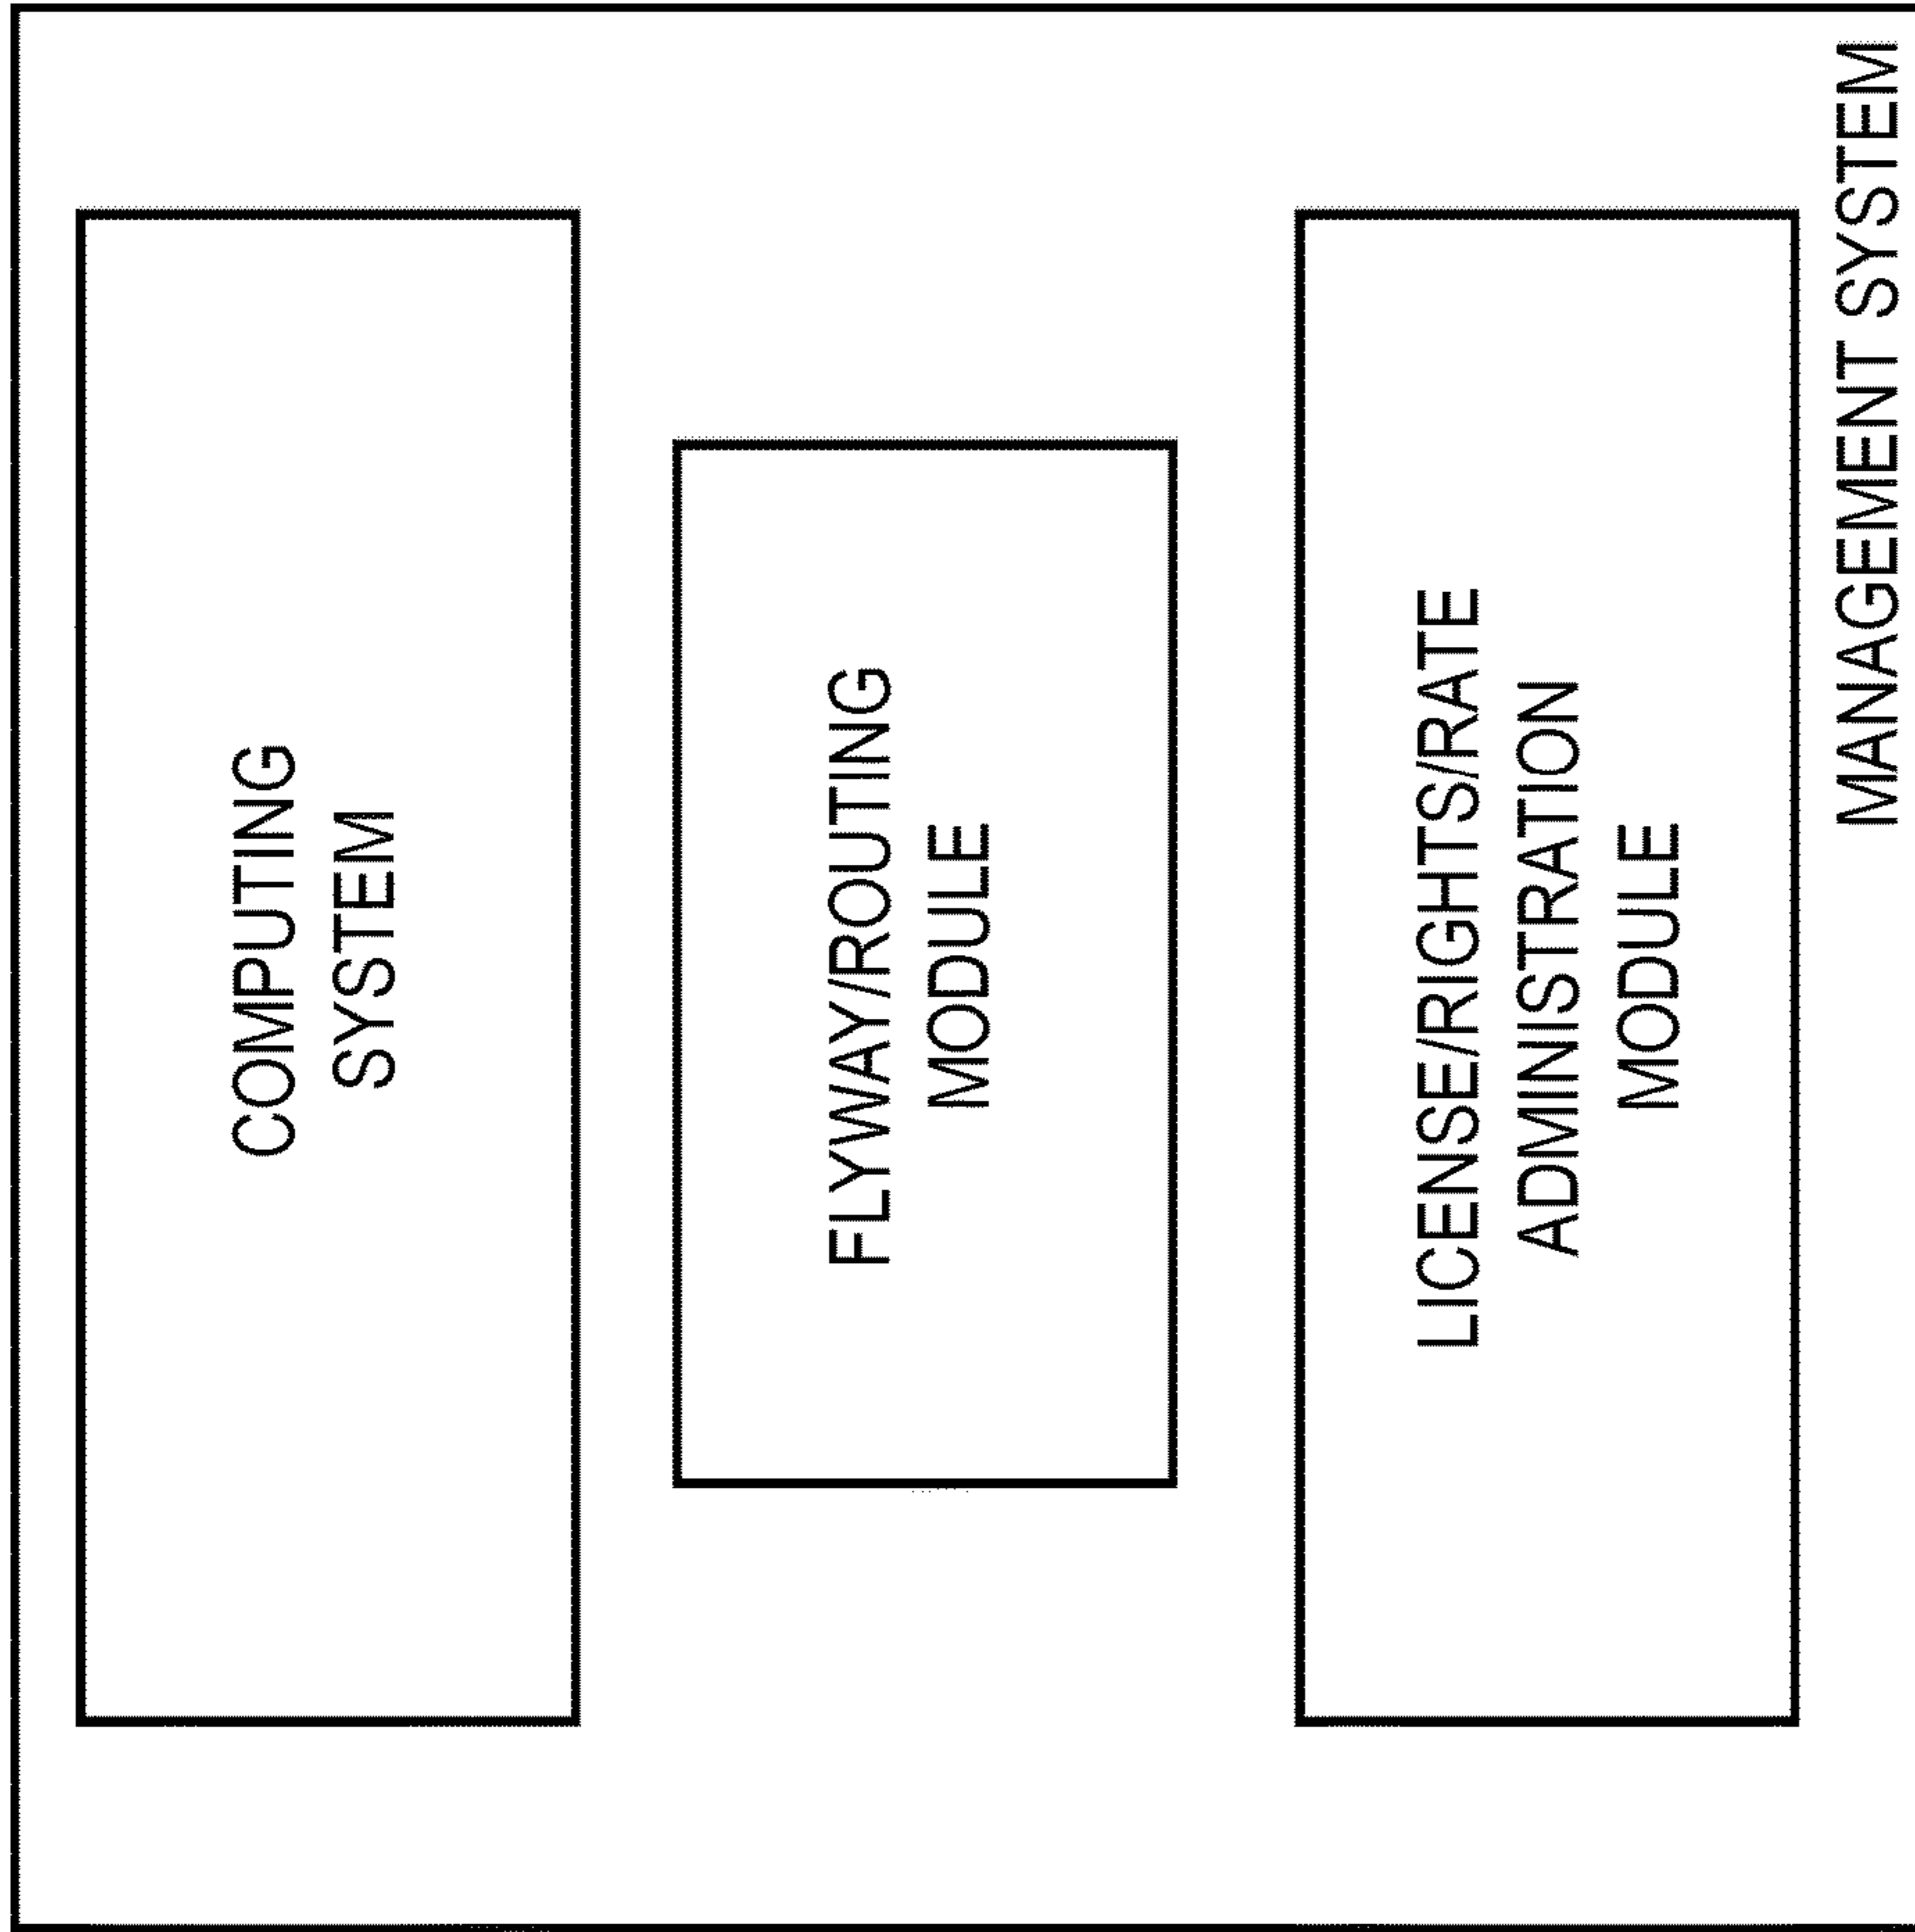 COMPUTING
SYSTEM
FLYWAY/ROUTING
MODULE
LICENSE/RIGHTS/RATE
ADMINISTRATION
MODULE
MANAGEMENT SYSTEM